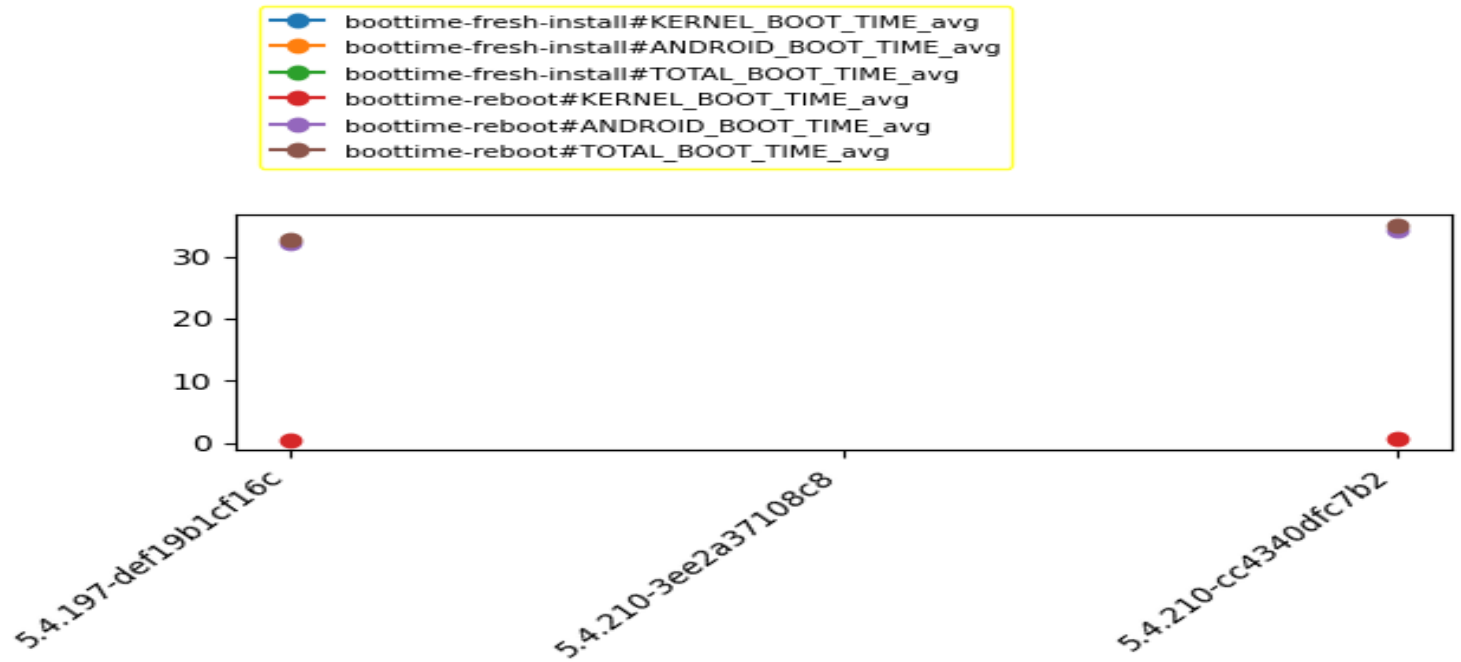 boottime-fresh-install#KERNEL_BOOT_TIME_avg
boottime-fresh-install#ANDROID_BOOT_TIME_avg
boottime-fresh-install#TOTAL_BOOT_TIME_avg
boottime-reboot#KERNEL_BOOT_TIME_avg
boottime-reboot#ANDROID_BOOT_TIME_avg
boottime-reboot#TOTAL_BOOT_TIME_avg
30
20
10
0
5.4.197-def19b1cf16c
5.4.210-3ee2a37108c8
5.4.210-cc4340dfc7b2